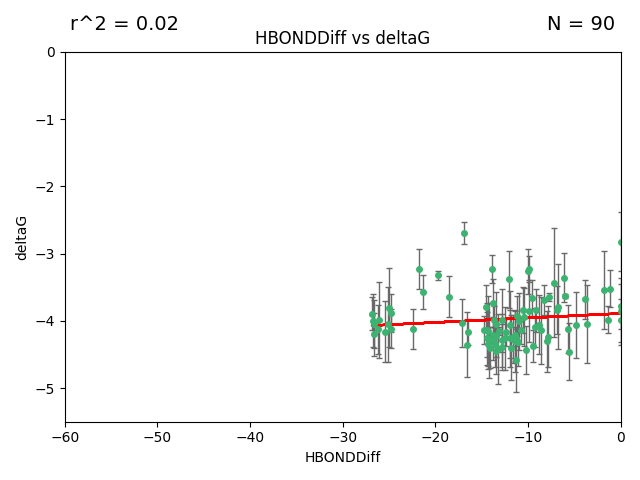 r^2 = 0.02
N = 90
HBONDDiff vs deltaG
0
−1
−2
−3
−4
−5
deltaG
−60 −50 −40 −30 −20 −10 0
HBONDDiff